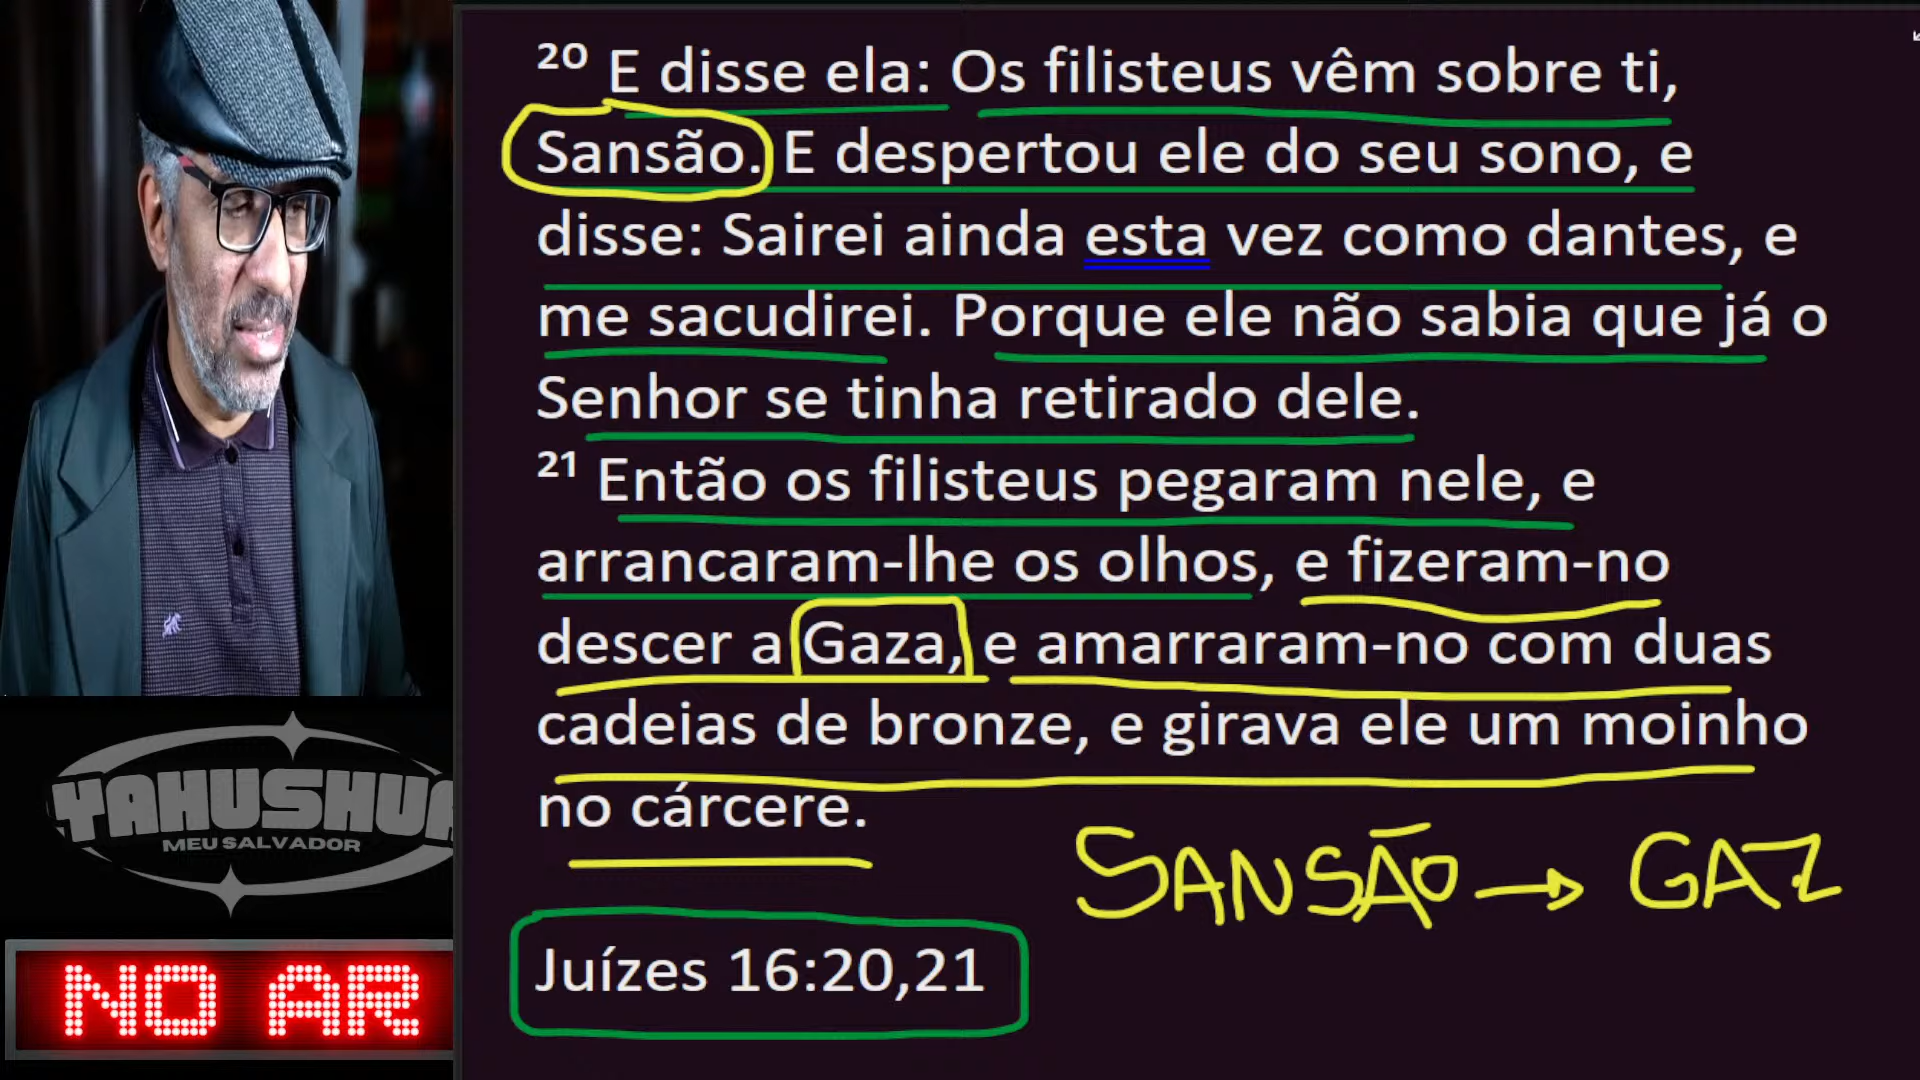 20 E disse ela: Os filisteus vêm sobre ti,
Sansão. E despertou ele do seu sono, e
disse: Sairei ainda esta vez como dantes, e
me sacudirei. Porque ele não sabia que já o
Senhor se tinha retirado dele.
21 Então os filisteus pegaram nele, e
arrancaram-lhe os olhos, e fizeram-no
descer a Gaza, e amarraram-no com duas
cadeias de bronze, e girava ele um moinho
no cárcere.
SANSÃO → GAZ
Juízes 16:20,21
YAHUSHUA
MEU SALVADOR
NO AR